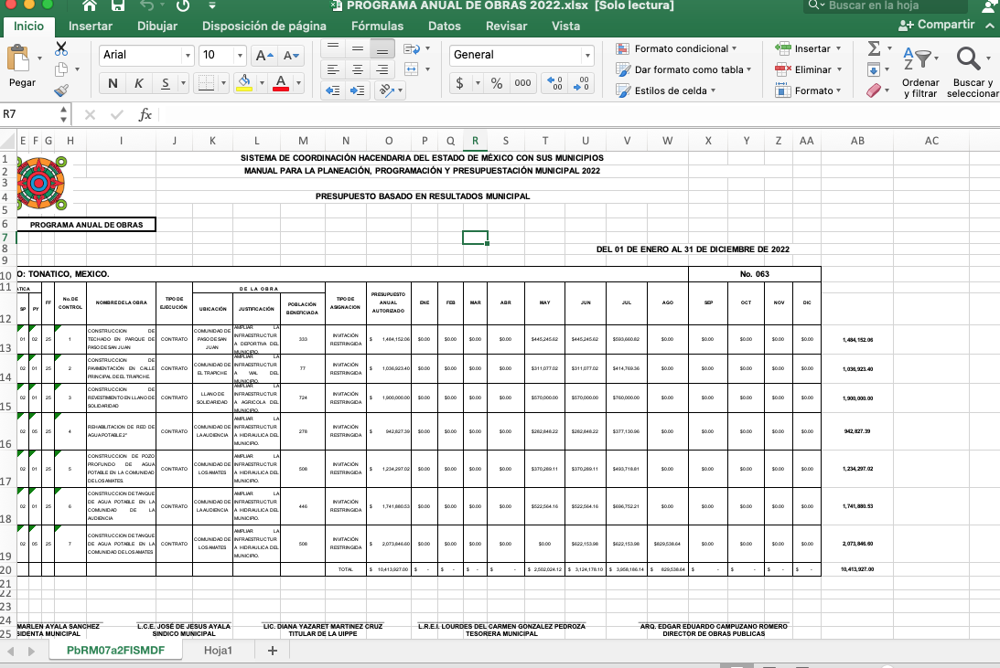 PROGRAMA ANUAL DE OBRAS 2022.xlsx [Solo lectura]
Buscar en la hoja
Inicio Insertar Dibujar Disposición de página Fórmulas Datos Revisar Vista Compartir
Pegar
Arial 10 General
N K S A A
$ % 000
Formato condicional
Dar formato como tabla
Estilos de celda
Insertar
Eliminar
Formato
Ordenar y filtrar
Buscar y seleccionar
R7 fx
E F G H I J K L M N O P Q R S T U V W X Y Z AA AB AC
1 SISTEMA DE COORDINACIÓN HACENDARIA DEL ESTADO DE MÉXICO CON SUS MUNICIPIOS
2 MANUAL PARA LA PLANEACIÓN, PROGRAMACIÓN Y PRESUPUESTACIÓN MUNICIPAL 2022
3
4 PRESUPUESTO BASADO EN RESULTADOS MUNICIPAL
5
6 PROGRAMA ANUAL DE OBRAS
7
8 DEL 01 DE ENERO AL 31 DE DICIEMBRE DE 2022
9
10 O: TONATICO, MEXICO. No. 063
11 ATICA DE LA OBRA
12 SP PY FF No. DE CONTROL NOMBRE DE LA OBRA TIPO DE EJECUCIÓN UBICACIÓN JUSTIFICACIÓN POBLACIÓN BENEFICIADA TIPO DE ASIGNACION PRESUPUESTO ANUAL AUTORIZADO ENE FEB MAR ABR MAY JUN JUL AGO SEP OCT NOV DIC
13 01 02 25 1 CONSTRUCCION DE TECHADO EN PARQUE DE PASO DE SAN JUAN CONTRATO COMUNIDAD DE PASO DE SAN JUAN AMPLIAR LA INFRAESTRUCTURA DEPORTIVA DEL MUNICIPIO. 333 INVITACIÓN RESTRINGIDA $ 1,484,152.06 $0.00 $0.00 $0.00 $0.00 $445,245.62 $445,245.62 $593,660.82 $0.00 $0.00 $0.00 $0.00 $0.00 1,484,152.06
14 02 01 25 2 CONSTRUCCION DE PAVIMENTACIÓN EN CALLE PRINCIPAL DE EL TRAPICHE. CONTRATO COMUNIDAD DE EL TRAPICHE AMPLIAR LA INFRAESTRUCTURA VIAL DEL MUNICIPIO. 77 INVITACIÓN RESTRINGIDA $ 1,036,923.40 $0.00 $0.00 $0.00 $0.00 $311,077.02 $311,077.02 $414,769.36 $0.00 $0.00 $0.00 $0.00 $0.00 1,036,923.40
15 02 01 25 3 CONSTRUCCION DE REVESTIMIENTO EN LLANO DE SOLIDARIDAD CONTRATO LLANO DE SOLIDARIDAD AMPLIAR LA INFRAESTRUCTURA AGRICOLA DEL MUNICIPIO. 724 INVITACIÓN RESTRINGIDA $ 1,900,000.00 $0.00 $0.00 $0.00 $0.00 $570,000.00 $570,000.00 $760,000.00 $0.00 $0.00 $0.00 $0.00 $0.00 1,900,000.00
16 02 05 25 4 REHABILITACION DE RED DE AGUA POTABLE 2" CONTRATO COMUNIDAD DE LA AUDIENCIA AMPLIAR LA INFRAESTRUCTURA HIDRAULICA DEL MUNICIPIO. 278 INVITACIÓN RESTRINGIDA $ 942,827.39 $0.00 $0.00 $0.00 $0.00 $282,848.22 $282,848.22 $377,130.96 $0.00 $0.00 $0.00 $0.00 $0.00 942,827.39
17 02 01 25 5 CONSTRUCCION DE POZO PROFUNDO DE AGUA POTABLE EN LA COMUNIDAD DE LOS AMATES. CONTRATO COMUNIDAD DE LOS AMATES AMPLIAR LA INFRAESTRUCTURA HIDRAULICA DEL MUNICIPIO. 508 INVITACIÓN RESTRINGIDA $ 1,234,297.02 $0.00 $0.00 $0.00 $0.00 $370,289.11 $370,289.11 $493,718.81 $0.00 $0.00 $0.00 $0.00 $0.00 1,234,297.02
18 02 01 25 6 CONSTRUCCION DE TANQUE DE AGUA POTABLE EN LA COMUNIDAD DE LA AUDIENCIA CONTRATO COMUNIDAD DE LA AUDIENCIA AMPLIAR LA INFRAESTRUCTURA HIDRAULICA DEL MUNICIPIO. 446 INVITACIÓN RESTRINGIDA $ 1,741,880.53 $0.00 $0.00 $0.00 $0.00 $522,564.16 $522,564.16 $696,752.21 $0.00 $0.00 $0.00 $0.00 $0.00 1,741,880.53
19 02 05 25 7 CONSTRUCCION DE TANQUE DE AGUA POTABLE EN LA COMUNIDAD DE LOS AMATES CONTRATO COMUNIDAD DE LOS AMATES AMPLIAR LA INFRAESTRUCTURA HIDRAULICA DEL MUNICIPIO. 508 INVITACIÓN RESTRINGIDA $ 2,073,846.60 $0.00 $0.00 $0.00 $0.00 $0.00 $622,153.98 $622,153.98 $829,538.64 $0.00 $0.00 $0.00 $0.00 2,073,846.60
20 TOTAL $ 10,413,927.00 $ - $ - $ - $ - $ 2,502,024.12 $ 3,124,178.10 $ 3,958,186.14 $ 829,538.64 $ - $ - $ - $ - 10,413,927.00
21
22
23
24 MARLEN AYALA SANCHEZ L.C.E. JOSÉ DE JESUS AYALA LIC. DIANA YAZARET MARTINEZ CRUZ L.R.E.I. LOURDES DEL CARMEN GONZALEZ PEDROZA ARQ. EDGAR EDUARDO CAMPUZANO ROMERO
25 SIDENTA MUNICIPAL SINDICO MUNICIPAL TITULAR DE LA UIPPE TESORERA MUNICIPAL DIRECTOR DE OBRAS PUBLICAS
PbRM07a2FISMDF Hoja1 +